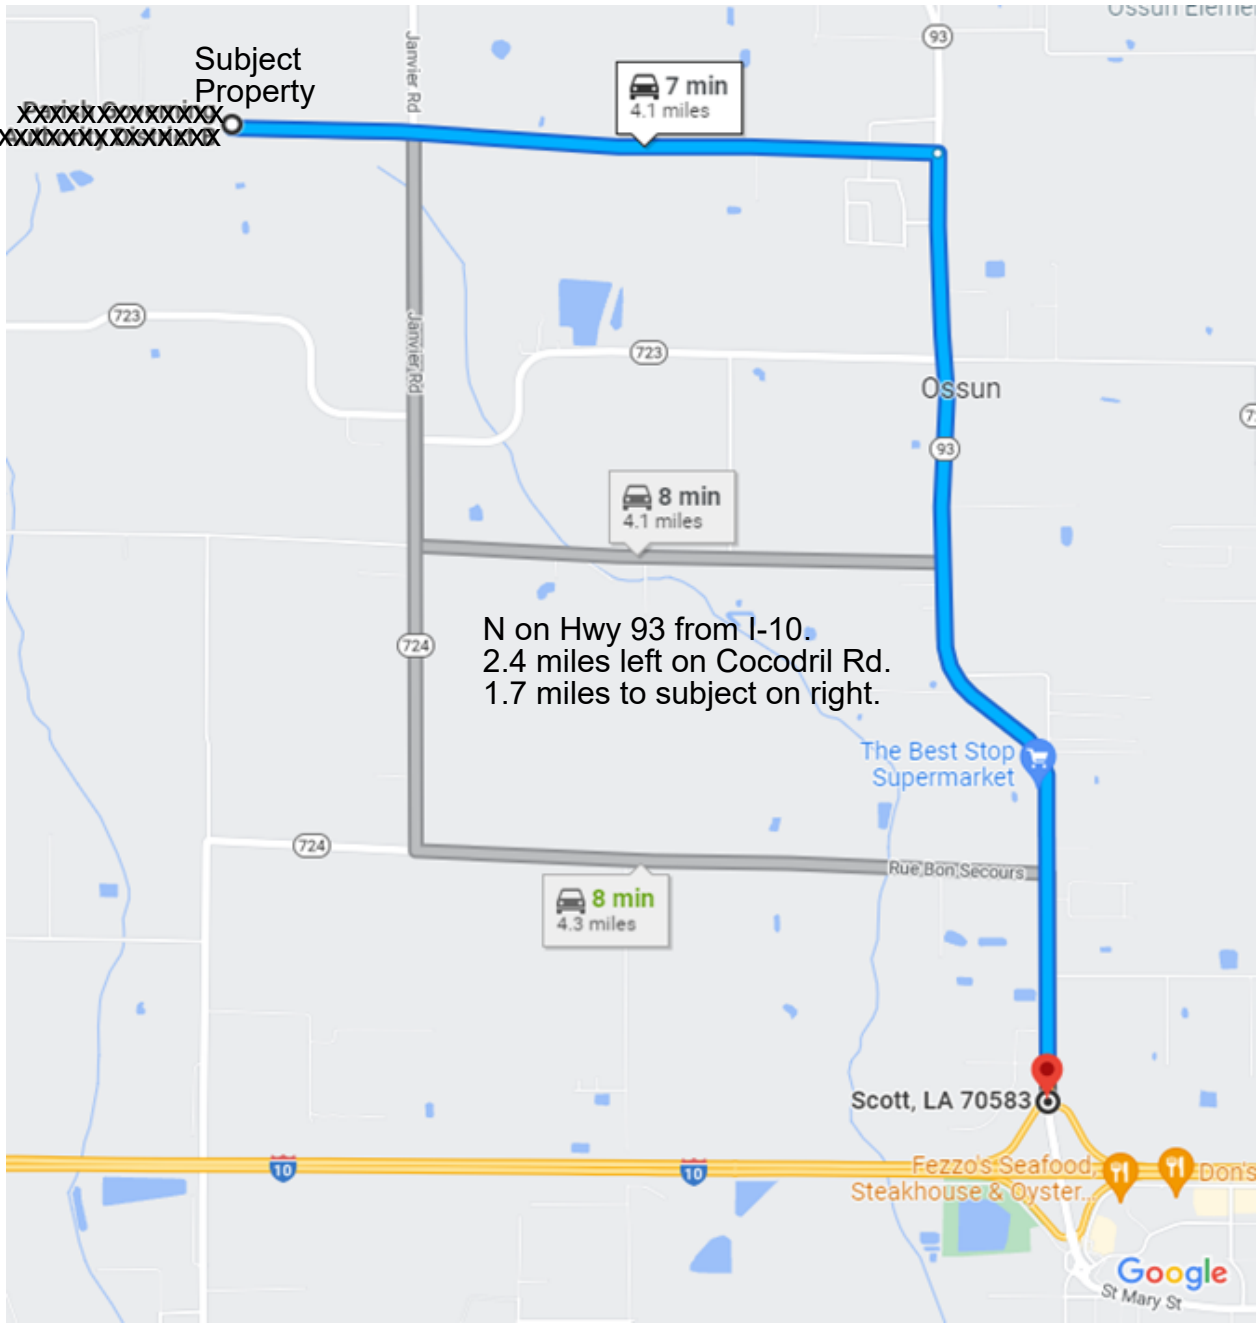 Ossun Eleme
93
Janvier Rd
Subject
Property
7 min
4.1 miles
723
Janvier Rd
723
Ossun
93
8 min
4.1 miles
N on Hwy 93 from I-10.
2.4 miles left on Cocodril Rd.
1.7 miles to subject on right.
724
The Best Stop
Supermarket
724
Rue Bon Secours
8 min
4.3 miles
Scott, LA 70583
10
10
Fezzo's Seafood,
Steakhouse & Oyster...
Don's
Google
St Mary St